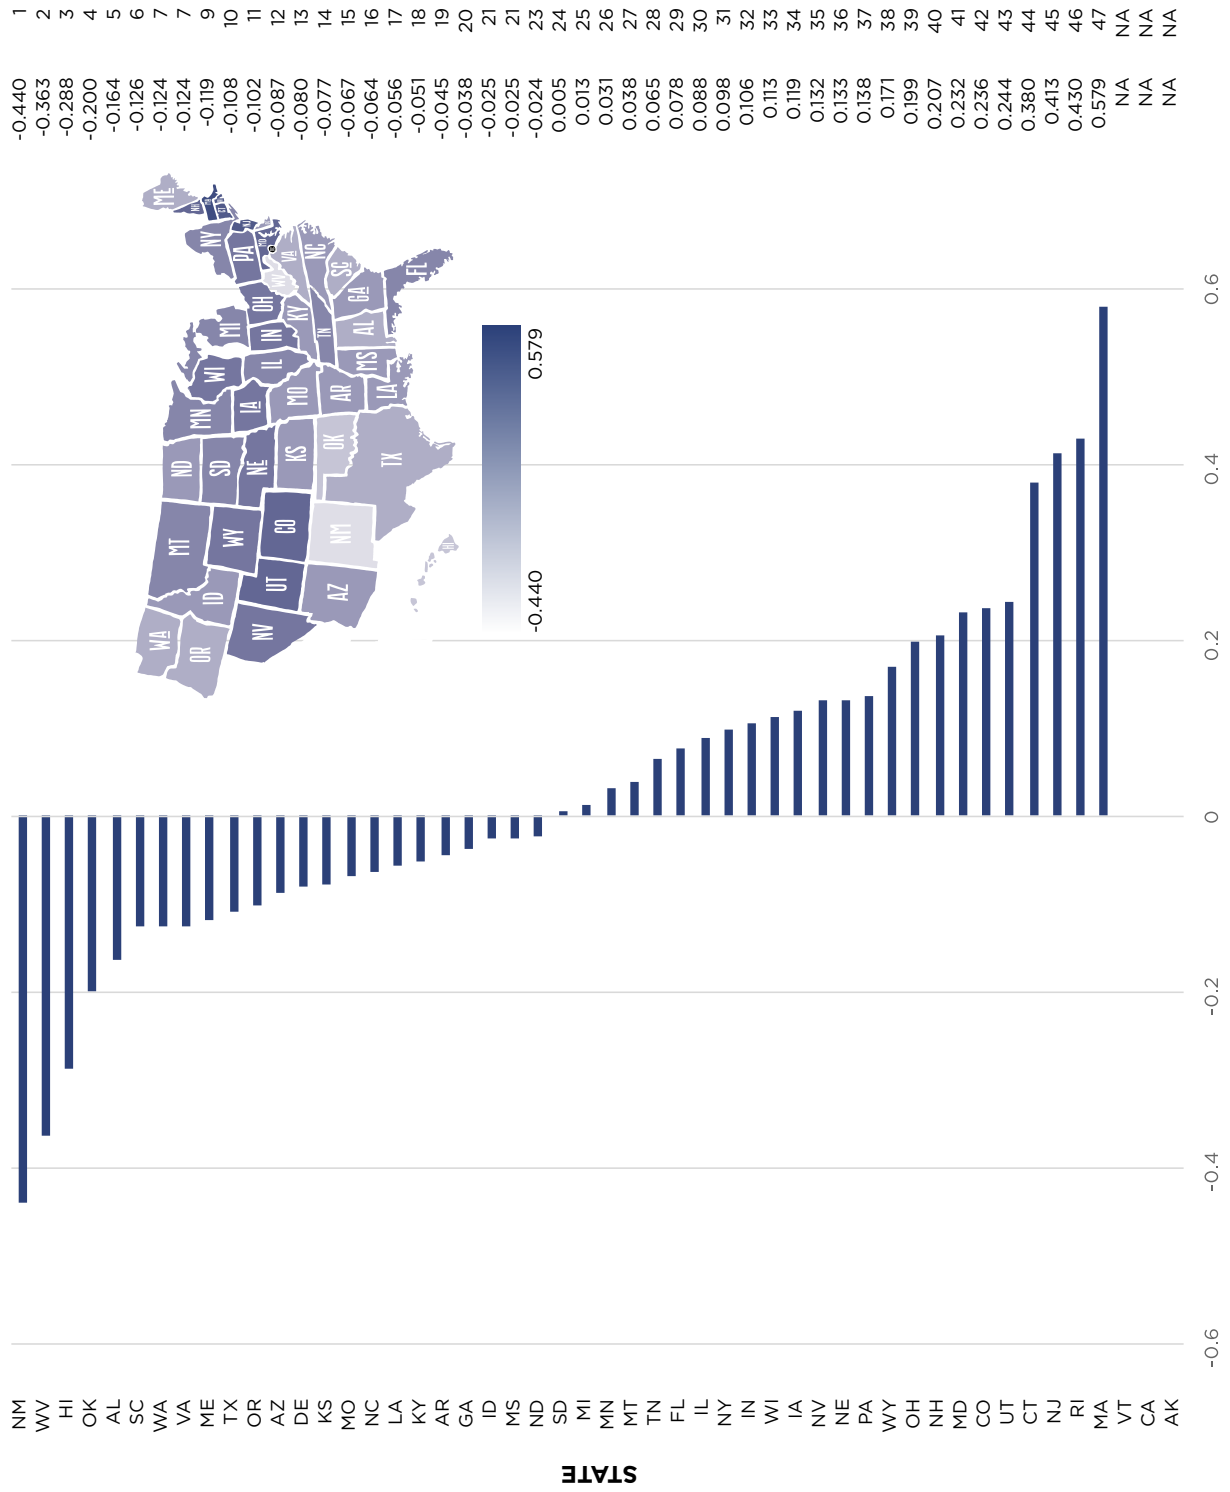 STATE
NM -0.440 1
WV -0.363 2
HI -0.288 3
OK -0.200 4
AL -0.164 5
SC -0.126 6
WA -0.124 7
VA -0.124 7
ME -0.119 9
TX -0.108 10
OR -0.102 11
AZ -0.087 12
DE -0.080 13
KS -0.077 14
MO -0.067 15
NC -0.064 16
LA -0.056 17
KY -0.051 18
AR -0.045 19
GA -0.038 20
ID -0.025 21
MS -0.025 21
ND -0.024 23
SD 0.005 24
MI 0.013 25
MN 0.031 26
MT 0.038 27
TN 0.065 28
FL 0.078 29
IL 0.088 30
NY 0.098 31
IN 0.106 32
WI 0.113 33
IA 0.119 34
NV 0.132 35
NE 0.133 36
PA 0.138 37
WY 0.171 38
OH 0.199 39
NH 0.207 40
MD 0.232 41
CO 0.236 42
UT 0.2444 43
CT 0.380 44
NJ 0.413 45
RI 0.430 46
MA 0.579 47
VT NA NA
CA NA NA
AK NA NA
-0.6 -0.4 -0.2 0 0.2 0.4 0.6
WA MT ND MN ME
OR ID WY SD WI MI NY
NV UT CO NE IA IL IN OH PA
AZ NM KS MO KY WV VA
OK AR TN NC
TX LA MS AL GA SC
HI FL
-0.440 0.579